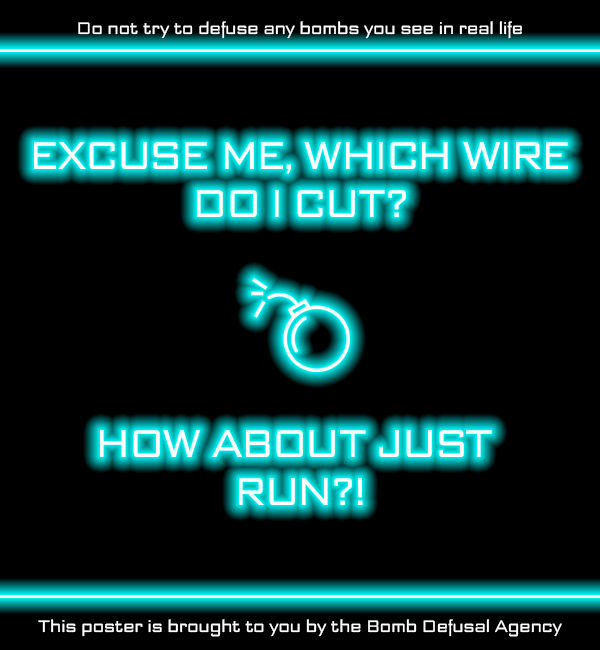 Do not try to defuse any bombs you see in real life
EXCUSE ME, WHICH WIRE
DO I CUT?
HOW ABOUT JUST
RUN?!
This poster is brought to you by the Bomb Defusal Agency